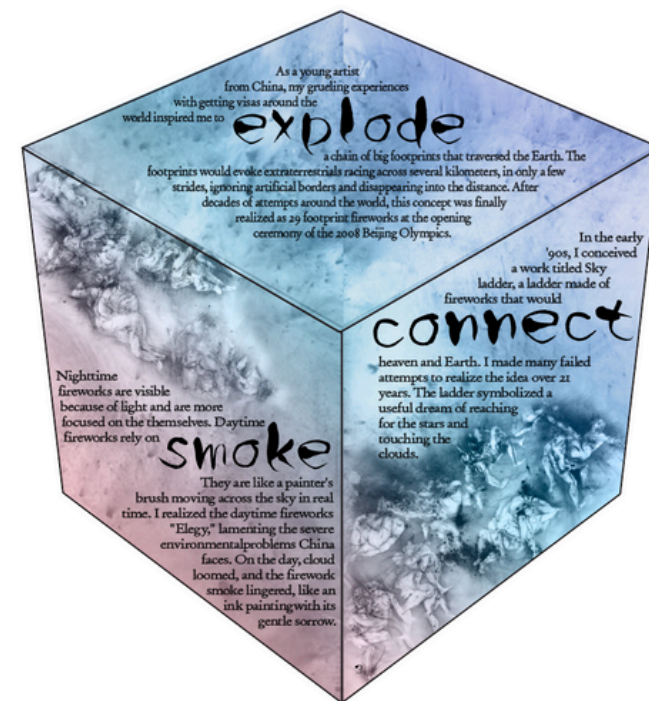 As a young artist
from China, my grueling experiences
with getting visas around the
world inspired me to explode
a chain of big footprints that traversed the Earth. The
footprints would evoke extraterrestrials racing across several kilometers, in only a few
strides, ignoring artificial borders and disappearing into the distance. After
decades of attempts around the world, this concept was finally
realized as 29 footprint fireworks at the opening
ceremony of the 2008 Beijing Olympics.
Nighttime
fireworks are visible
because of light and are more
focused on the themselves. Daytime
fireworks rely on smoke
They are like a painter's
brush moving across the sky in real
time. I realized the daytime fireworks
"Elegy," lamenting the severe
environmentalproblems China
faces. On the day, cloud
loomed, and the firework
smoke lingered, like an
ink paintingwith its
gentle sorrow.
In the early
'90s, I conceived
a work titled Sky
ladder, a ladder made of
fireworks that would
connect
heaven and Earth. I made many failed
attempts to realize the idea over 21
years. The ladder symbolized a
useful dream of reaching
for the stars and
touching the
clouds.